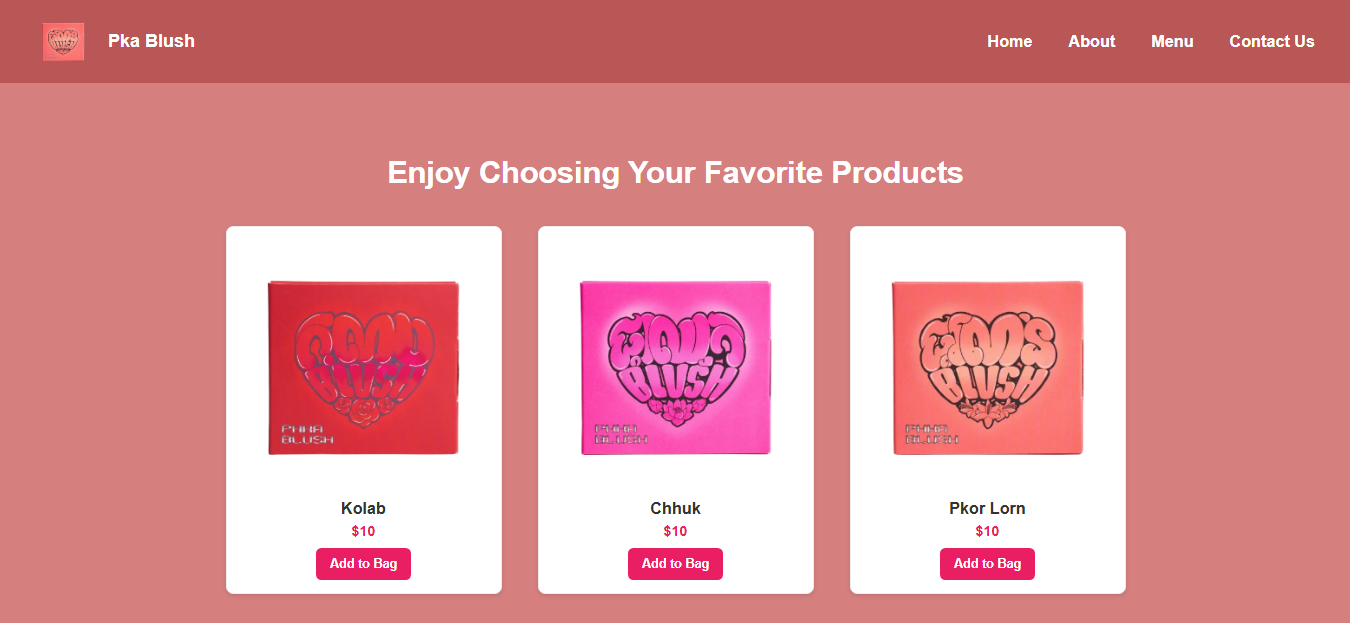 Pka Blush
Home About Menu Contact Us
Enjoy Choosing Your Favorite Products
BLUSH
PHKA
BLUSH
Kolab
$10
Add to Bag
BLUSH
PHKA
BLUSH
Chhuk
$10
Add to Bag
BLUSH
PHKA
BLUSH
Pkor Lorn
$10
Add to Bag